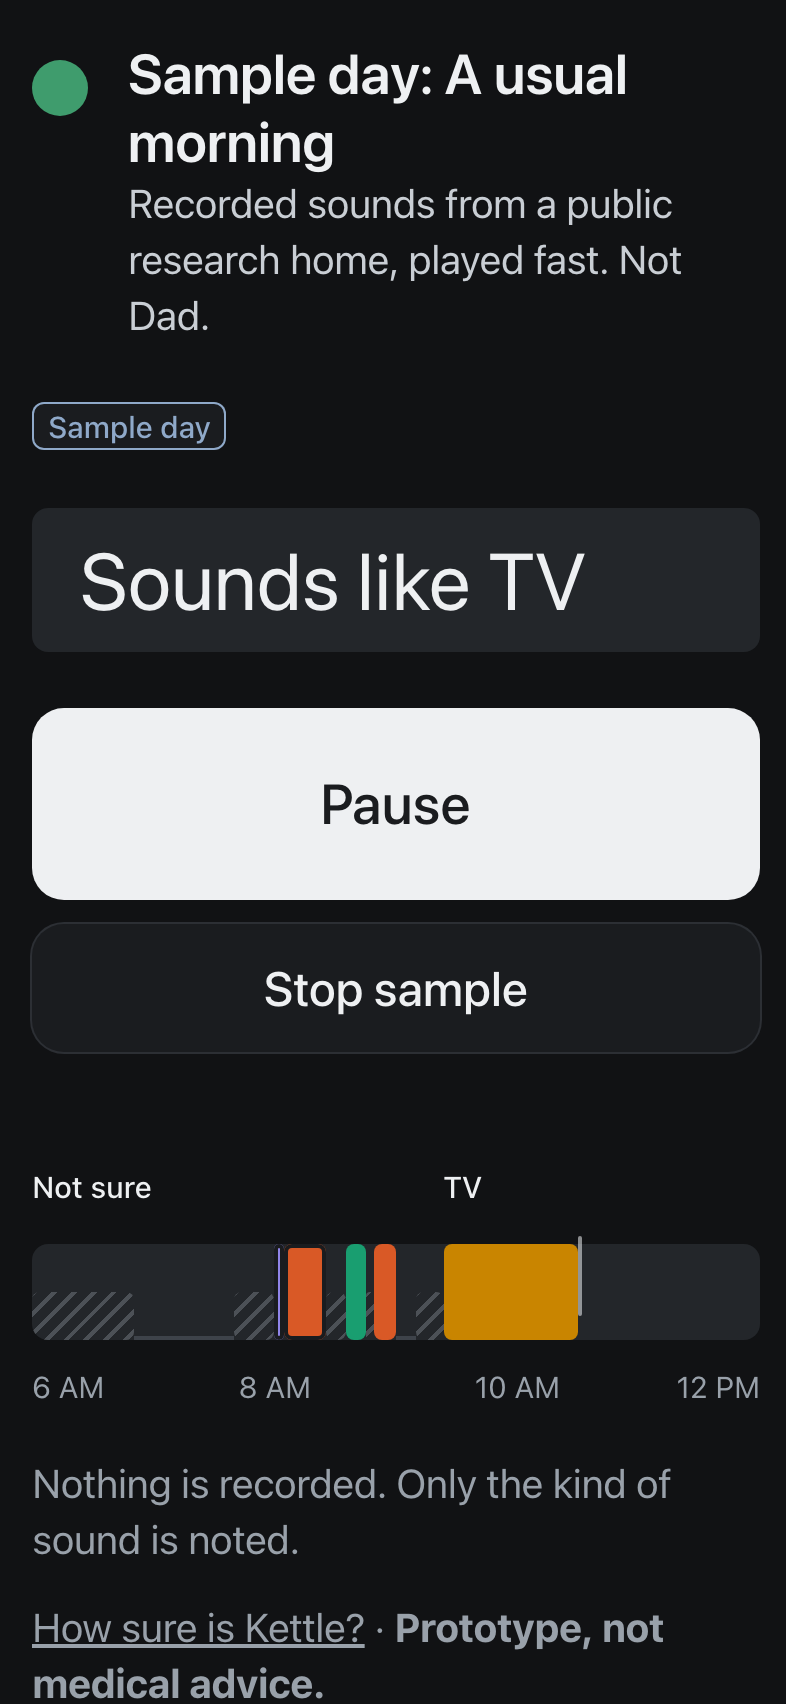 Sample day: A usual
morning
Recorded sounds from a public
research home, played fast. Not
Dad.
Sample day
Sounds like TV
Pause
Stop sample
Not sure TV
6 AM 8 AM 10 AM 12 PM
Nothing is recorded. Only the kind of
sound is noted.
How sure is Kettle? · Prototype, not
medical advice.